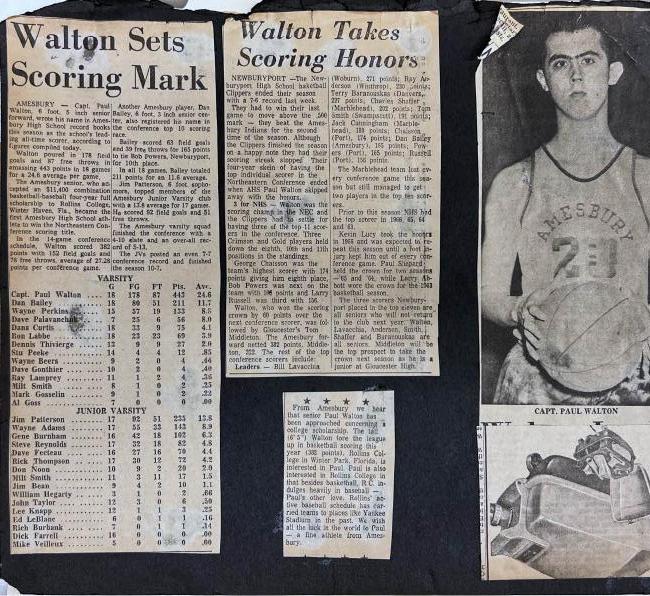 Walton Sets
Scoring Mark
AMESBURY — Capt. Paul
Walton, 6 foot, 5 inch senior
forward, wrote his name in Ames-
bury High School record books
this season as the school's lead-
ing all-time scorer, according to
figures compiled today.
Walton poured in 178 field
goals and 87 free throws in
amassing 443 points in 18 games
for a 24.6 average per game.
The Amesbury senior, who ac-
cepted an $11,400 combination
basketball-baseball four-year full
scholarship to Rollins College,
Winter Haven, Fla., became the
first Amesbury High School ath-
lete to win the Northeastern Con-
ference scoring title.
In the 14-game conference
schedule, Walton scored 382
points with 153 field goals and
76 free throws, average of 27.28
points per conference game.
Another Amesbury player, Dan
Bailey, 6 foot, 3 inch senior cen-
ter, also registered his name in
the conference top 10 scoring
race.
Bailey scored 63 field goals
and 39 free throws for 165 points
to tie Bob Powers, Newburyport,
for 10th place.
In all 18 games, Bailey totaled
211 points for an 11.6 average.
Jim Patterson, 6 foot, sopho-
more, topped members of the
Amesbury Junior Varsity club
with a 13.8 average for 17 games.
He scored 92 field goals and 51
free throws.
The Amesbury varsity squad
finished the conference with a
4-10 slate and an over-all rec-
ord of 5-13.
The JV's posted an even 7-7
conference record and finished
the season 10-7.
VARSITY
G FG FT Pts. Ave.
Capt. Paul Walton .... 18 178 87 443 24.6
Dan Bailey .... 18 80 51 211 11.7
Wayne Perkins .... 15 57 19 133 8.8
Dave Palavanchuk .... 7 25 6 56 8.0
Dana Curtis .... 18 33 9 75 4.1
Ron Labbe .... 18 23 23 69 3.9
Dennis Thivierge .... 13 9 9 27 2.0
Stu Peeke .... 14 4 4 12 .85
Wayne Beers .... 9 2 0 4 .44
Dave Gonthier .... 10 2 0 4 .40
Ray Lamprey .... 11 1 2 4
Milt Smith .... 8 1 0 2 .25
Mark Gosselin .... 9 1 0 2 .22
Al Goss .... 7 0 0 0 .00
JUNIOR VARSITY
Jim Patterson .... 17 92 51 235 13.8
Wayne Adams .... 17 55 33 143 8.9
Gene Burnham .... 16 42 18 102 6.3
Steve Reynolds .... 17 32 18 82 4.8
Dave Fecteau .... 16 27 16 70 4.4
Rick Thompson .... 17 30 12 72 4.2
Don Noon .... 10 9 2 20 2.0
Milt Smith .... 11 3 11 17 1.5
Jim Bean .... 9 4 2 10 1.1
William Hegarty .... 3 1 0 2 .66
John Taylor .... 12 3 0 6 .50
Lee Knapp .... 12 1 1 3 .25
Ed LeBlanc .... 6 0 1 1 .16
Rich Burbank .... 7 0 1 1 .14
Dick Farrell .... 16 0 0 0 .00
Mike Veilleux .... 5 0 0 0 .00
Walton Takes
Scoring Honors
NEWBURYPORT — The New-
buryport High School basketball
Clippers ended their season
with a 7-6 record last week.
They had to win their last
game to move above the .500
mark — they beat the Ames-
bury Indians for the second
time of the season. Although
the Clippers finished the season
on a happy note they had their
scoring streak stopped. Their
four-year skein of having the
top individual scorer in the
Northeastern Conference ended
when AHS Paul Walton skipped
away with the honors.
3 for NHS — Walton was the
scoring champ in the NEC and
the Clippers had to settle for
having three of the top 11 scor-
ers in the conference. Three
Crimson and Gold players held
down the eighth, 10th and 11th
positions in the standings.
George Chaisson was the
team's highest scorer with 174
points giving him eighth place.
Bob Powers was next on the
team with 165 points and Larry
Russell was third with 156.
Walton, who won the scoring
crown by 60 points over the
next conference scorer, was fol-
lowed by Gloucester's Tom
Middleton. The Amesbury for-
ward netted 382 points, Middle-
ton, 322. The rest of the top
conference scorers include:
Leaders — Bill Lavacchia
(Woburn), 271 points; Ray An-
derson (Winthrop), 230 points;
Terry Baranouskas (Danvers),
227 points; Charles Shaffer
(Marblehead), 202 points; Tom
Smith (Swampscott), 191 points;
Jack Cunningham (Marble-
head), 188 points; Chaisson
(Port), 174 points; Dan Bailey
(Amesbury), 165 points; Pow-
ers (Port), 165 points; Russell
(Port), 156 points.
The Marblehead team lost ev-
ery conference game this sea-
son but still managed to get
two players in the top ten scor-
ers.
Prior to this season NHS had
the top scorer in 1966, 65, 64
and 63.
Kevin Lucy took the honors
in 1966 and was expected to re-
peat this season until a foot in-
jury kept him out of every con-
ference game. Paul Shepard
held the crown for two seasons
— 65 and '64, while Larry Ab-
bott wore the crown for the 1963
basketball season.
The three scorers Newbury-
port placed in the top eleven are
all seniors who will not return
to the club next year. Walton,
Lavacchia, Anderson, Smith,
Shaffer and Baranouskas are
all seniors. Middleton will be
the top prospect to take the
crown next season as he is a
junior at Gloucester High.
★ ★ ★ ★
From Amesbury we hear
that senior Paul Walton has
been approached concerning a
college scholarship. The tall
(6'5") Walton tore the league
up in basketball scoring this
year (382 points). Rollins Col-
lege in Winter Park, Florida, is
interested in Paul. Paul is also
interested in Rollins College in
that besides basketball, R.C. in-
dulges heavily in baseball —
Paul's other love. Rollins' ac-
tive baseball schedule has car-
ried teams to places like Yankee
Stadium in the past. We wish
all the luck in the world to Paul
— a fine athlete from Ames-
bury.
AMESBURY
CAPT. PAUL WALTON